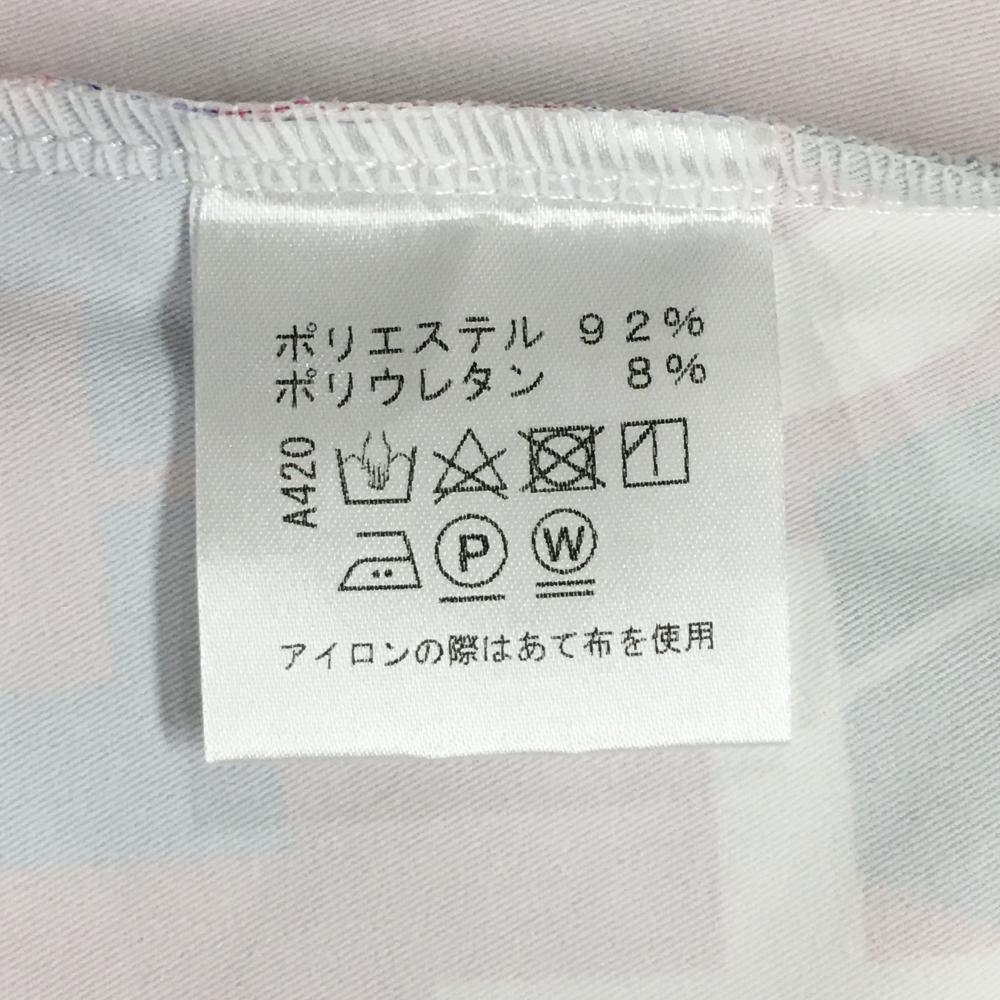 ポリエステル 92%
ポリウレタン 8%
A420
P W
アイロンの際はあて布を使用